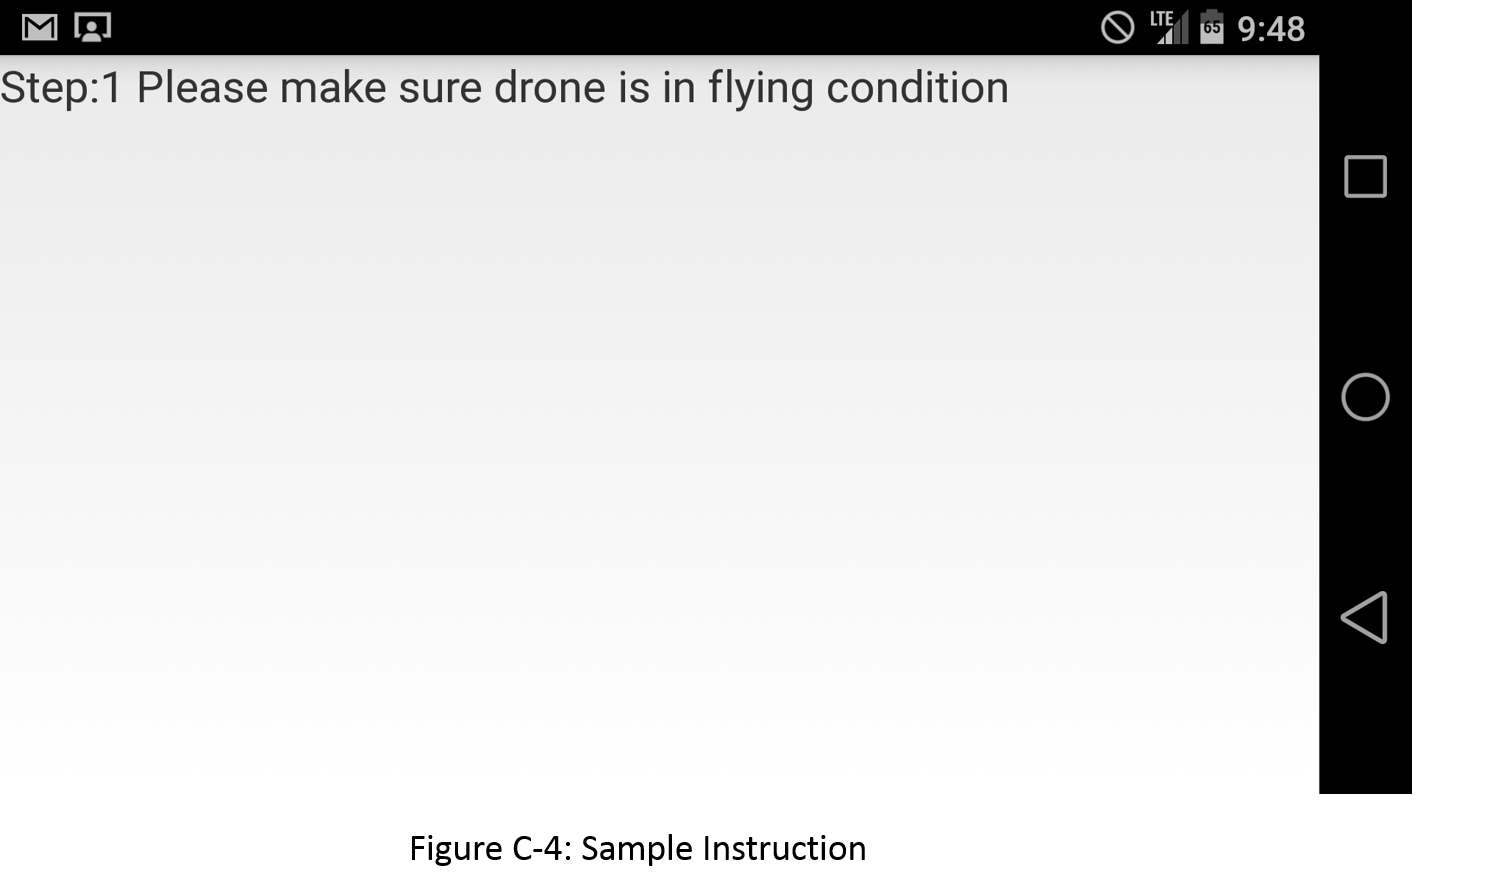 LTE 65 9:48
Step:1 Please make sure drone is in flying condition
Figure C-4: Sample Instruction